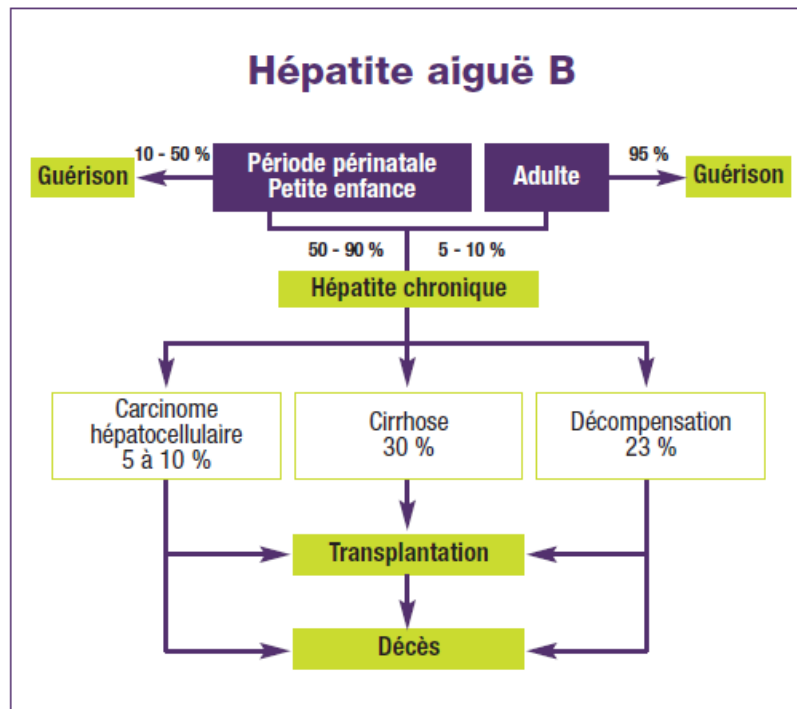 Hépatite aiguë B
10 - 50 %
95 %
Guérison
Période périnatale
Petite enfance
Adulte
Guérison
50 - 90 %
5 - 10 %
Hépatite chronique
Carcinome
hépatocellulaire
5 à 10 %
Cirrhose
30 %
Décompensation
23 %
Transplantation
Décès